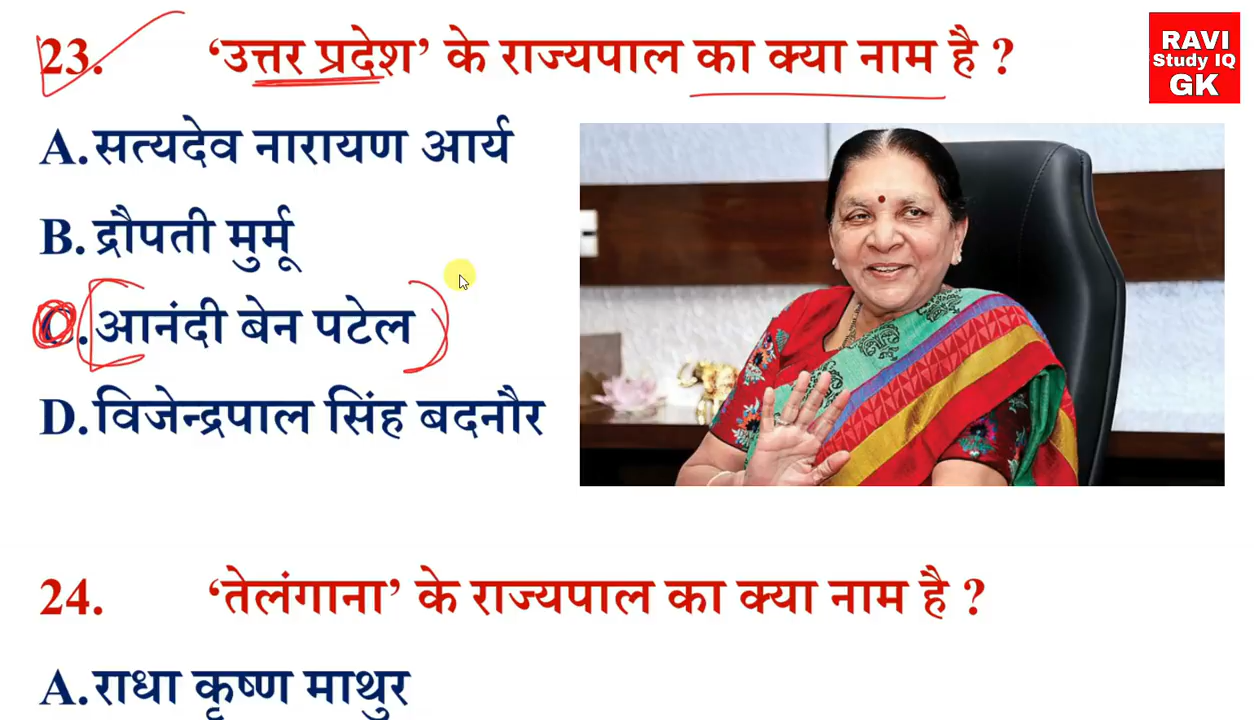 23. ‘उत्तर प्रदेश’ के राज्यपाल का क्या नाम है ?
RAVI
Study IQ
GK
A. सत्यदेव नारायण आर्य
B. द्रौपती मुर्मू
C. आनंदी बेन पटेल
D. विजेन्द्रपाल सिंह बदनौर
24. ‘तेलंगाना’ के राज्यपाल का क्या नाम है ?
A. राधा कृष्ण माथुर